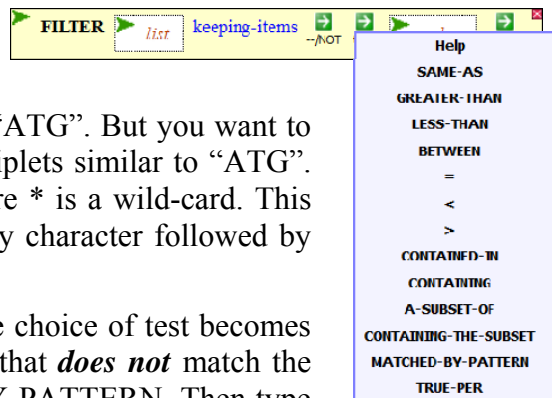 FILTER list keeping-items --/NOT
Help
SAME-AS
GREATER-THAN
LESS-THAN
BETWEEN
=
<
>
CONTAINED-IN
CONTAINING
A-SUBSET-OF
CONTAINING-THE-SUBSET
MATCHED-BY-PATTERN
TRUE-PER
“ATG”. But you want to
iplets similar to “ATG”.
re * is a wild-card. This
y character followed by
e choice of test becomes
that does not match the
Y-PATTERN. Then type